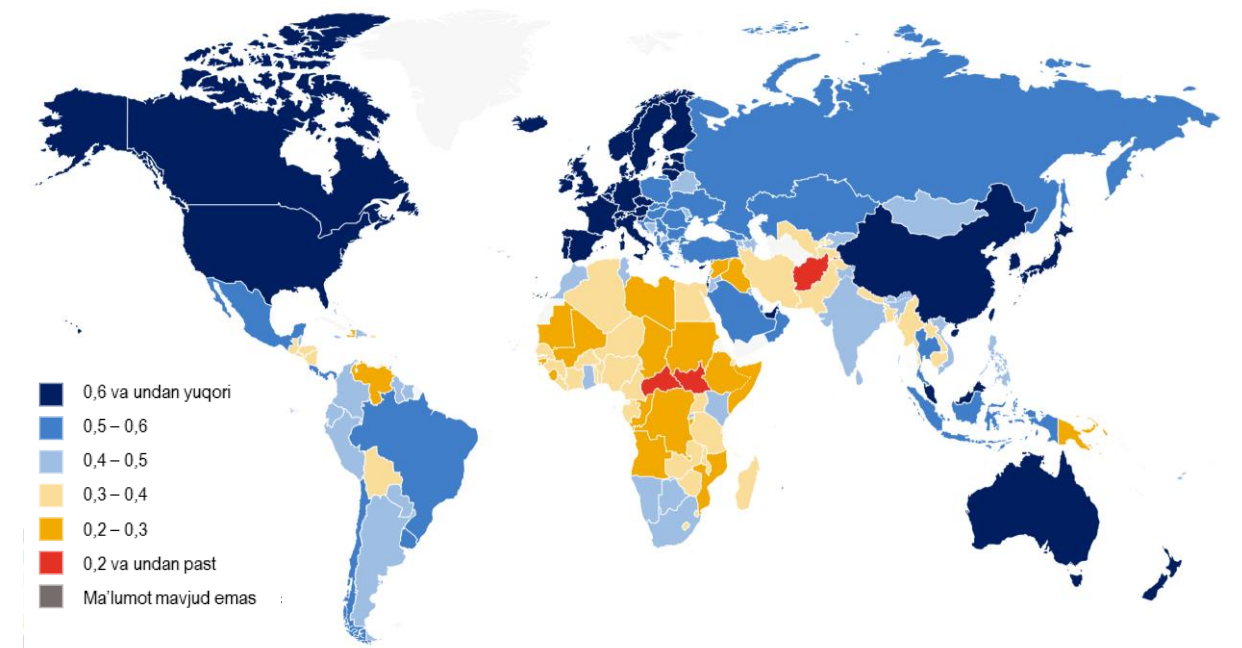 0,6 va undan yuqori
0,5 – 0,6
0,4 – 0,5
0,3 – 0,4
0,2 – 0,3
0,2 va undan past
Ma’lumot mavjud emas :